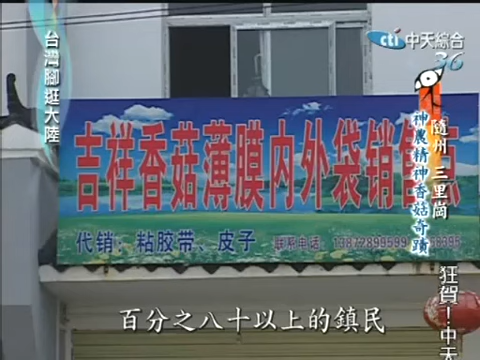 台灣腳逛大陸
cti 中天綜合
36
隨州 三里崗
神農精神香菇奇蹟
吉祥香菇薄膜内外袋销售点
代销：粘胶带、皮子
联系电话
狂賀！中天
百分之八十以上的鎮民